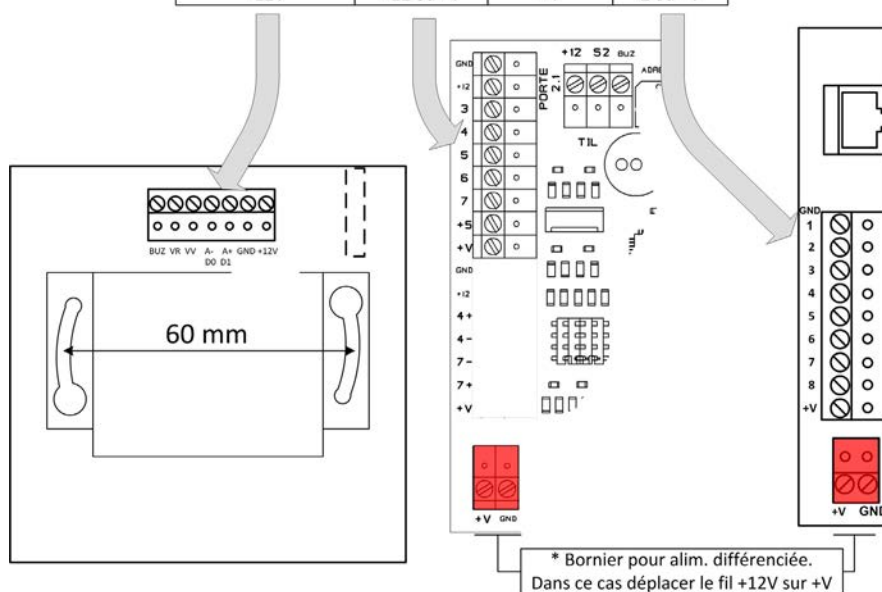 +12 S2 BUZ
ADRE
PORTE
2.1
TIL
GND
+12
3
4
5
6
7
+5
+V
GND
+12
4+
4-
7-
7+
+V
+V GND
BUZ VR VV A- A+ GND +12V
D0 D1
60 mm
GND
1
2
3
4
5
6
7
8
+V
+V GND
* Bornier pour alim. différenciée.
Dans ce cas déplacer le fil +12V sur +V